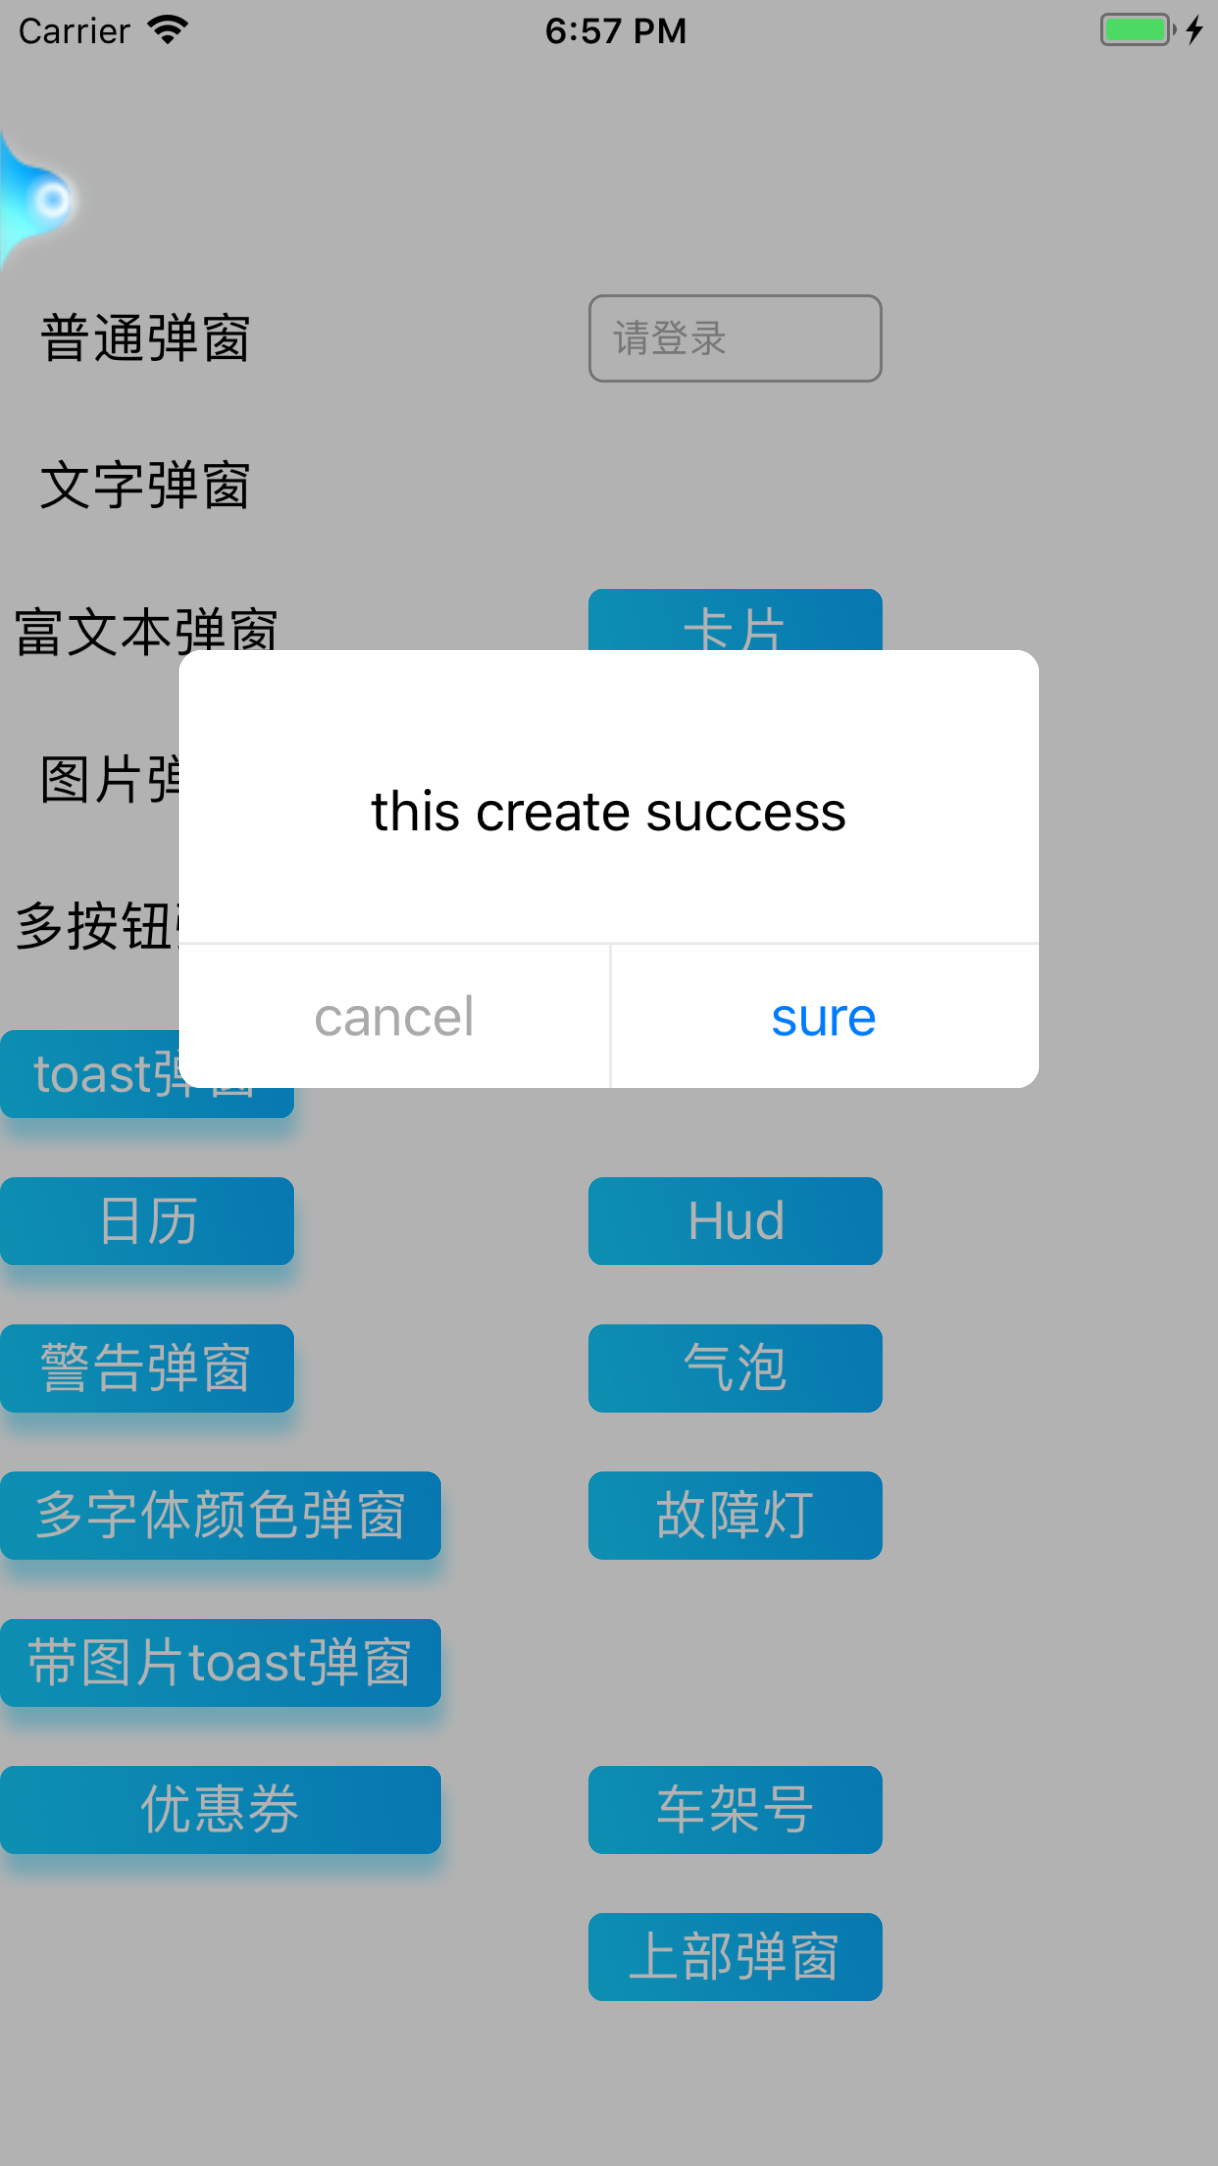 Carrier 6:57 PM
普通弹窗 请登录
文字弹窗
富文本弹窗 卡片
图片弹
多按钮
this create success
cancel sure
toast弹窗
日历 Hud
警告弹窗 气泡
多字体颜色弹窗 故障灯
带图片toast弹窗
优惠券 车架号
上部弹窗